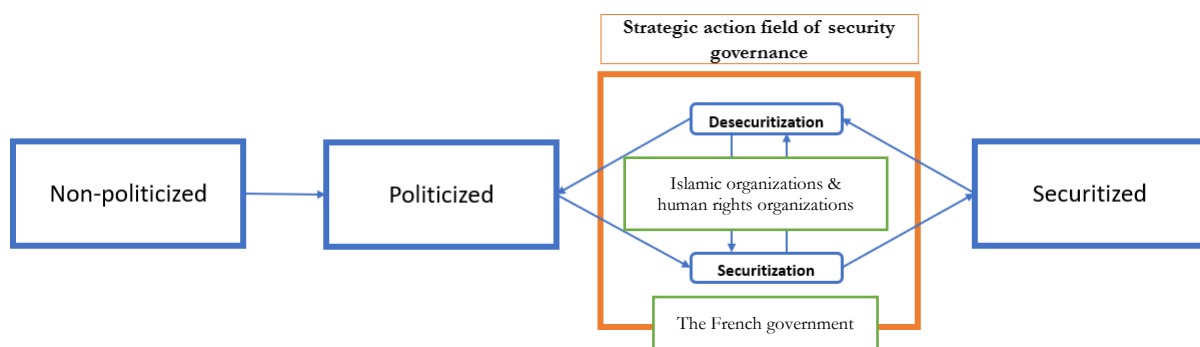 Strategic action field of security
governance
Desecuritization
Non-politicized
Politicized
Islamic organizations &
human rights organizations
Securitized
Securitization
The French government